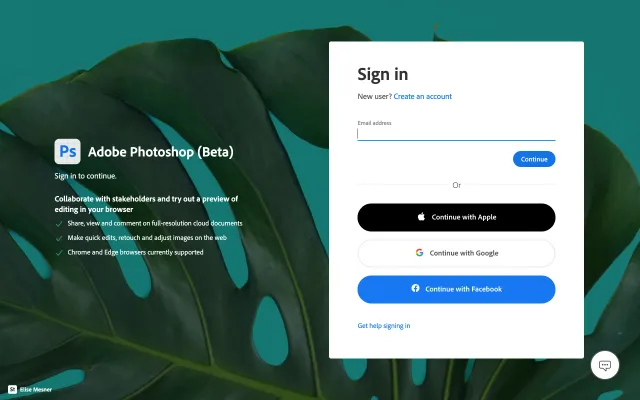 Ps Adobe Photoshop (Beta)
Sign in to continue.
Collaborate with stakeholders and try out a preview of
editing in your browser
Share, view and comment on full-resolution cloud documents
Make quick edits, retouch and adjust images on the web
Chrome and Edge browsers currently supported
St Elise Mesner
Sign in
New user? Create an account
Email address
Continue
Or
Continue with Apple
Continue with Google
Continue with Facebook
Get help signing in